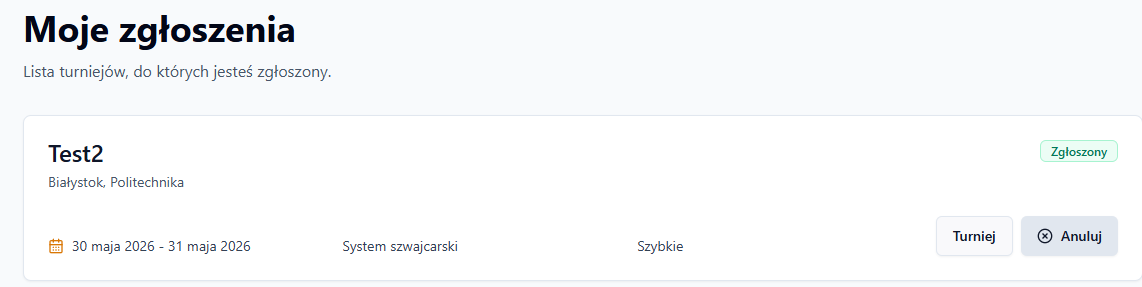 Moje zgłoszenia
Lista turniejów, do których jesteś zgłoszony.
Test2
Zgłoszony
Białystok, Politechnika
30 maja 2026 - 31 maja 2026
System szwajcarski
Szybkie
Turniej
Anuluj